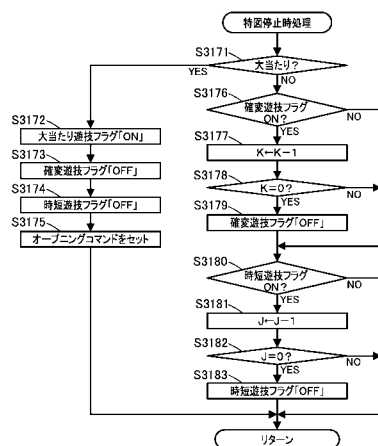 特図停止時処理
S3171
大当たり?
YES
NO
S3176
確変遊技フラグ
ON?
NO
YES
S3172
大当たり遊技フラグ「ON」
S3177
K←K−1
S3173
確変遊技フラグ「OFF」
S3178
K=0?
NO
YES
S3174
時短遊技フラグ「OFF」
S3179
確変遊技フラグ「OFF」
S3175
オープニングコマンドをセット
S3180
時短遊技フラグ
ON?
NO
YES
S3181
J←J−1
S3182
J=0?
NO
YES
S3183
時短遊技フラグ「OFF」
リターン